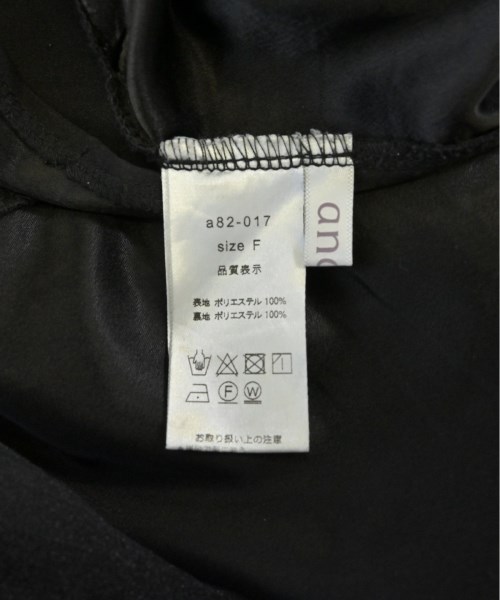 a82-017
size F
品質表示
表地 ポリエステル 100%
裏地 ポリエステル 100%
F W
お取り扱い上の注意
and